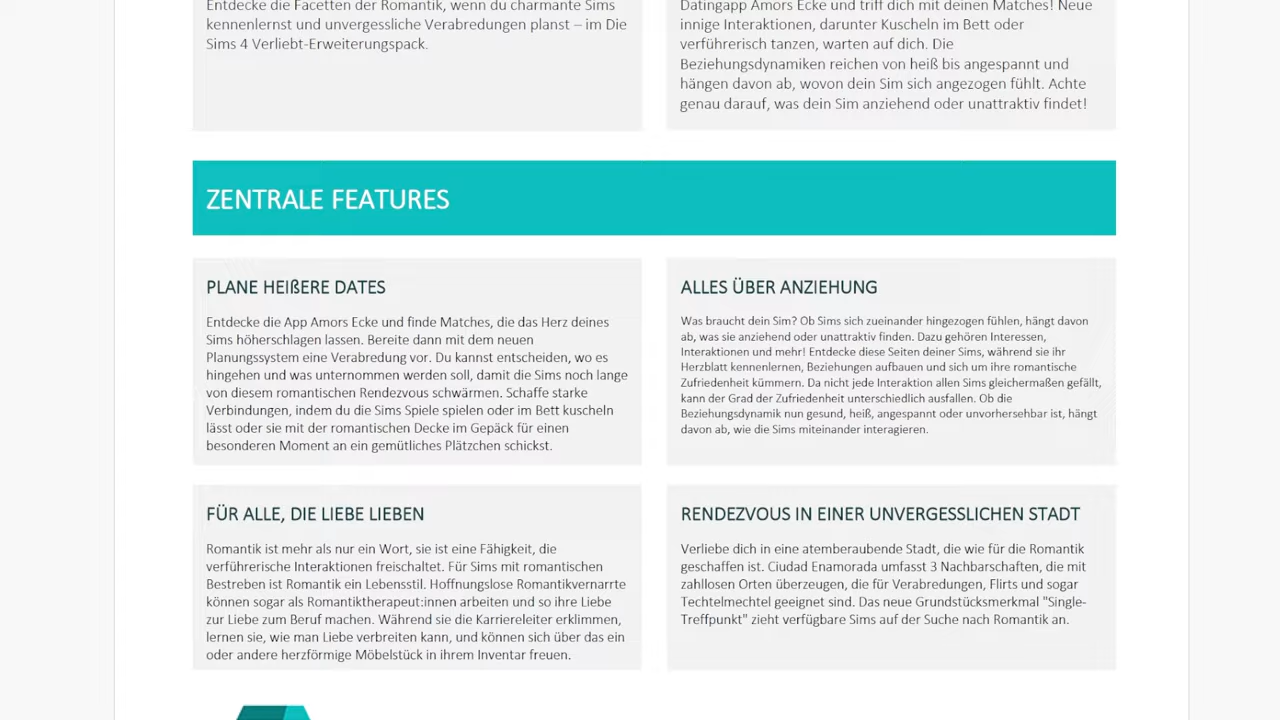 Entdecke die Facetten der Romantik, wenn du charmante Sims
kennenlernst und unvergessliche Verabredungen planst – im Die
Sims 4 Verliebt-Erweiterungspack.
Datingapp Amors Ecke und triff dich mit deinen Matches! Neue
innige Interaktionen, darunter Kuscheln im Bett oder
verführerisch tanzen, warten auf dich. Die
Beziehungsdynamiken reichen von heiß bis angespannt und
hängen davon ab, wovon dein Sim sich angezogen fühlt. Achte
genau darauf, was dein Sim anziehend oder unattraktiv findet!
ZENTRALE FEATURES
PLANE HEIßERE DATES
Entdecke die App Amors Ecke und finde Matches, die das Herz deines
Sims höherschlagen lassen. Bereite dann mit dem neuen
Planungssystem eine Verabredung vor. Du kannst entscheiden, wo es
hingehen und was unternommen werden soll, damit die Sims noch lange
von diesem romantischen Rendezvous schwärmen. Schaffe starke
Verbindungen, indem du die Sims Spiele spielen oder im Bett kuscheln
lässt oder sie mit der romantischen Decke im Gepäck für einen
besonderen Moment an ein gemütliches Plätzchen schickst.
ALLES ÜBER ANZIEHUNG
Was braucht dein Sim? Ob Sims sich zueinander hingezogen fühlen, hängt davon
ab, was sie anziehend oder unattraktiv finden. Dazu gehören Interessen,
Interaktionen und mehr! Entdecke diese Seiten deiner Sims, während sie ihr
Herzblatt kennenlernen, Beziehungen aufbauen und sich um ihre romantische
Zufriedenheit kümmern. Da nicht jede Interaktion allen Sims gleichermaßen gefällt,
kann der Grad der Zufriedenheit unterschiedlich ausfallen. Ob die
Beziehungsdynamik nun gesund, heiß, angespannt oder unvorhersehbar ist, hängt
davon ab, wie die Sims miteinander interagieren.
FÜR ALLE, DIE LIEBE LIEBEN
Romantik ist mehr als nur ein Wort, sie ist eine Fähigkeit, die
verführerische Interaktionen freischaltet. Für Sims mit romantischen
Bestreben ist Romantik ein Lebensstil. Hoffnungslose Romantikvernarrte
können sogar als Romantiktherapeut:innen arbeiten und so ihre Liebe
zur Liebe zum Beruf machen. Während sie die Karriereleiter erklimmen,
lernen sie, wie man Liebe verbreiten kann, und können sich über das ein
oder andere herzförmige Möbelstück in ihrem Inventar freuen.
RENDEZVOUS IN EINER UNVERGESSLICHEN STADT
Verliebe dich in eine atemberaubende Stadt, die wie für die Romantik
geschaffen ist. Ciudad Enamorada umfasst 3 Nachbarschaften, die mit
zahllosen Orten überzeugen, die für Verabredungen, Flirts und sogar
Techtelmechtel geeignet sind. Das neue Grundstücksmerkmal "Single-
Treffpunkt" zieht verfügbare Sims auf der Suche nach Romantik an.